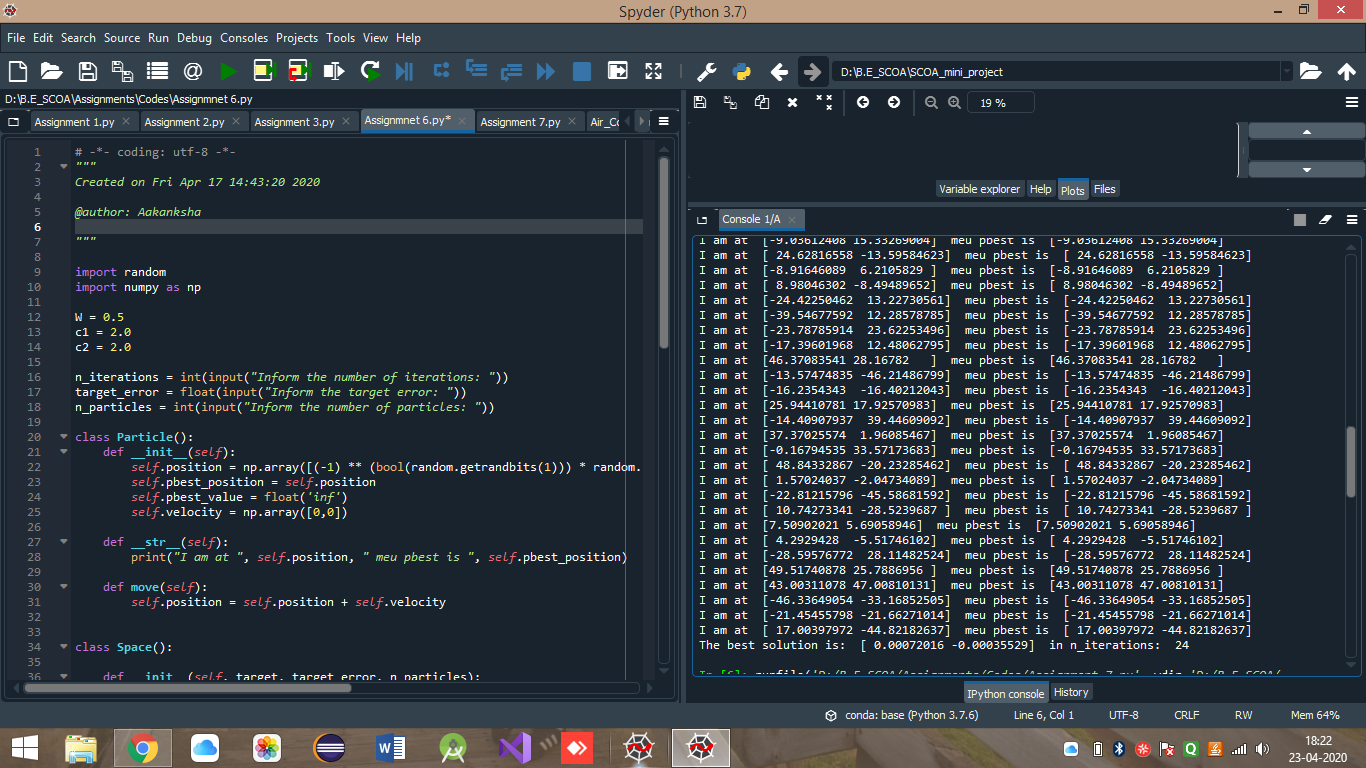 Spyder (Python 3.7)
File Edit Search Source Run Debug Consoles Projects Tools View Help
D:\B.E_SCOA\SCOA_mini_project
D:\B.E_SCOA\Assignments\Codes\Assignmnet 6.py
Assignment 1.py Assignment 2.py Assignment 3.py Assignmnet 6.py* Assignment 7.py
1 # -*- coding: utf-8 -*-
2 """
3 Created on Fri Apr 17 14:43:20 2020
4
5 @author: Aakanksha
6
7 """
8
9 import random
10 import numpy as np
11
12 W = 0.5
13 c1 = 2.0
14 c2 = 2.0
15
16 n_iterations = int(input("Inform the number of iterations: "))
17 target_error = float(input("Inform the target error: "))
18 n_particles = int(input("Inform the number of particles: "))
19
20 class Particle():
21 def __init__(self):
22 self.position = np.array([(-1) ** (bool(random.getrandbits(1))) * random.
23 self.pbest_position = self.position
24 self.pbest_value = float('inf')
25 self.velocity = np.array([0,0])
26
27 def __str__(self):
28 print("I am at ", self.position, " meu pbest is ", self.pbest_position)
29
30 def move(self):
31 self.position = self.position + self.velocity
32
33
34 class Space():
35
36 def __init__(self, target, target_error, n_particles):
19 %
Variable explorer Help Plots Files
Console 1/A
I am at [-9.03612408 15.33269004] meu pbest is [-9.03612408 15.33269004]
I am at [ 24.62816558 -13.59584623] meu pbest is [ 24.62816558 -13.59584623]
I am at [-8.91646089 6.2105829 ] meu pbest is [-8.91646089 6.2105829 ]
I am at [ 8.98046302 -8.49489652] meu pbest is [ 8.98046302 -8.49489652]
I am at [-24.42250462 13.22730561] meu pbest is [-24.42250462 13.22730561]
I am at [-39.54677592 12.28578785] meu pbest is [-39.54677592 12.28578785]
I am at [-23.78785914 23.62253496] meu pbest is [-23.78785914 23.62253496]
I am at [-17.39601968 12.48062795] meu pbest is [-17.39601968 12.48062795]
I am at [46.37083541 28.16782 ] meu pbest is [46.37083541 28.16782 ]
I am at [-13.57474835 -46.21486799] meu pbest is [-13.57474835 -46.21486799]
I am at [-16.2354343 -16.40212043] meu pbest is [-16.2354343 -16.40212043]
I am at [25.94410781 17.92570983] meu pbest is [25.94410781 17.92570983]
I am at [-14.40907937 39.44609092] meu pbest is [-14.40907937 39.44609092]
I am at [37.37025574 1.96085467] meu pbest is [37.37025574 1.96085467]
I am at [-0.16794535 33.57173683] meu pbest is [-0.16794535 33.57173683]
I am at [ 48.84332867 -20.23285462] meu pbest is [ 48.84332867 -20.23285462]
I am at [ 1.57024037 -2.04734089] meu pbest is [ 1.57024037 -2.04734089]
I am at [-22.81215796 -45.58681592] meu pbest is [-22.81215796 -45.58681592]
I am at [ 10.74273341 -28.5239687 ] meu pbest is [ 10.74273341 -28.5239687 ]
I am at [7.50902021 5.69058946] meu pbest is [7.50902021 5.69058946]
I am at [ 4.2929428 -5.51746102] meu pbest is [ 4.2929428 -5.51746102]
I am at [-28.59576772 28.11482524] meu pbest is [-28.59576772 28.11482524]
I am at [49.51740878 25.7886956 ] meu pbest is [49.51740878 25.7886956 ]
I am at [43.00311078 47.00810131] meu pbest is [43.00311078 47.00810131]
I am at [-46.33649054 -33.16852505] meu pbest is [-46.33649054 -33.16852505]
I am at [-21.45455798 -21.66271014] meu pbest is [-21.45455798 -21.66271014]
I am at [ 17.00397972 -44.82182637] meu pbest is [ 17.00397972 -44.82182637]
The best solution is: [ 0.00072016 -0.00035529] in n_iterations: 24
IPython console History
conda: base (Python 3.7.6) Line 6, Col 1 UTF-8 CRLF RW Mem 64%
18:22
23-04-2020